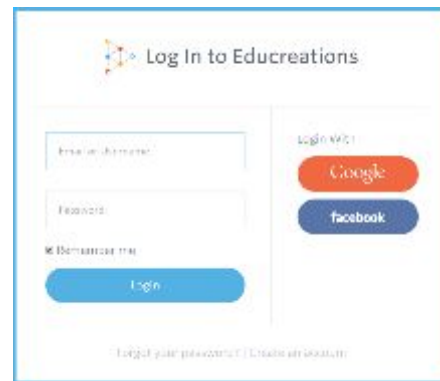 Log In to Educreations
Email or Username
Password
Remember me
Login
Forgot your password? | Create an account
Login With
Google
facebook